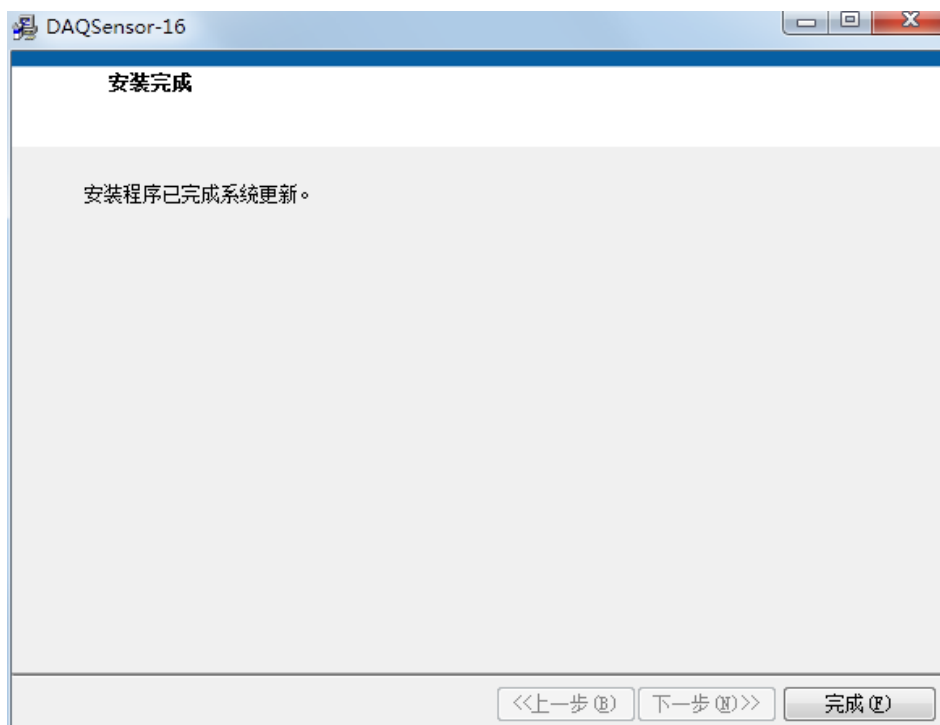 DAQSensor-16
安装完成
安装程序已完成系统更新。
<<上一步(B)
下一步(N)>>
完成(F)